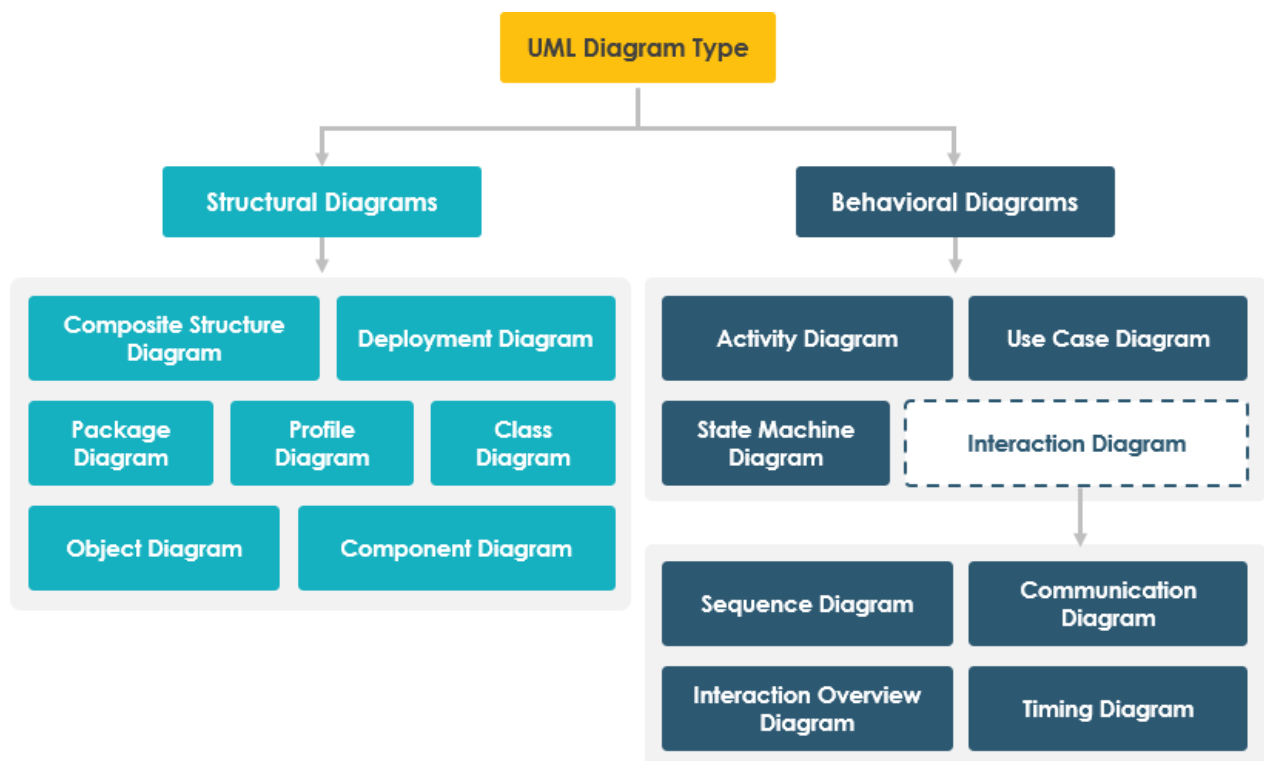 UML Diagram Type
Structural Diagrams
Behavioral Diagrams
Composite Structure
Diagram
Deployment Diagram
Package
Diagram
Profile
Diagram
Class
Diagram
Object Diagram
Component Diagram
Activity Diagram
Use Case Diagram
State Machine
Diagram
Interaction Diagram
Sequence Diagram
Communication
Diagram
Interaction Overview
Diagram
Timing Diagram